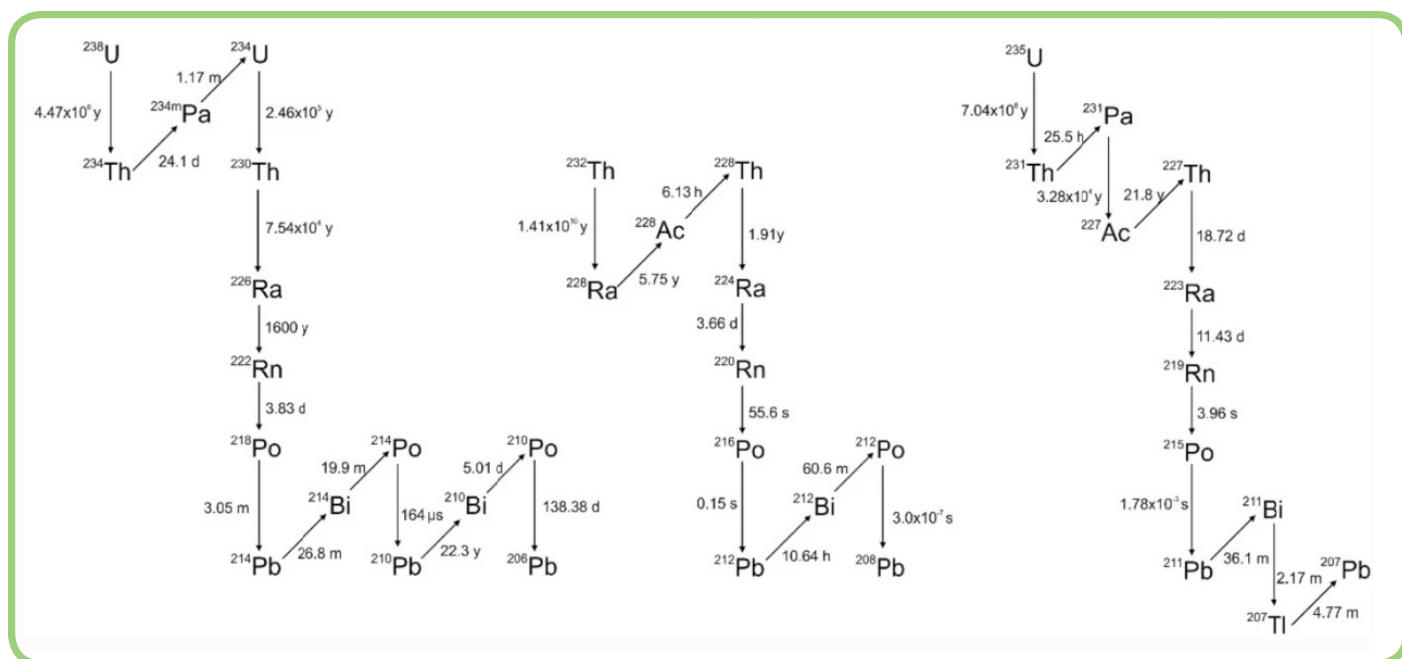 ²³⁸U
²³⁴U
1.17 m
4.47x10⁹ y
²³⁴ᵐPa
2.46x10⁵ y
²³⁴Th
24.1 d
²³⁰Th
7.54x10⁴ y
²²⁶Ra
1600 y
²²²Rn
3.83 d
²¹⁸Po
²¹⁴Po
²¹⁰Po
19.9 m
5.01 d
3.05 m
²¹⁴Bi
164 µs
²¹⁰Bi
138.38 d
²¹⁴Pb
26.8 m
²¹⁰Pb
22.3 y
²⁰⁶Pb
²³²Th
²²⁸Th
6.13 h
1.41x10¹⁰ y
²²⁸Ac
1.91y
²²⁸Ra
5.75 y
²²⁴Ra
3.66 d
²²⁰Rn
55.6 s
²¹⁶Po
²¹²Po
60.6 m
0.15 s
²¹²Bi
3.0x10⁻⁷ s
²¹²Pb
10.64 h
²⁰⁸Pb
²³⁵U
7.04x10⁸ y
²³¹Pa
25.5 h
²³¹Th
²²⁷Th
3.28x10⁴ y
21.8 y
²²⁷Ac
18.72 d
²²³Ra
11.43 d
²¹⁹Rn
3.96 s
²¹⁵Po
1.78x10⁻³ s
²¹¹Bi
²¹¹Pb
36.1 m
2.17 m
²⁰⁷Pb
²⁰⁷Tl
4.77 m